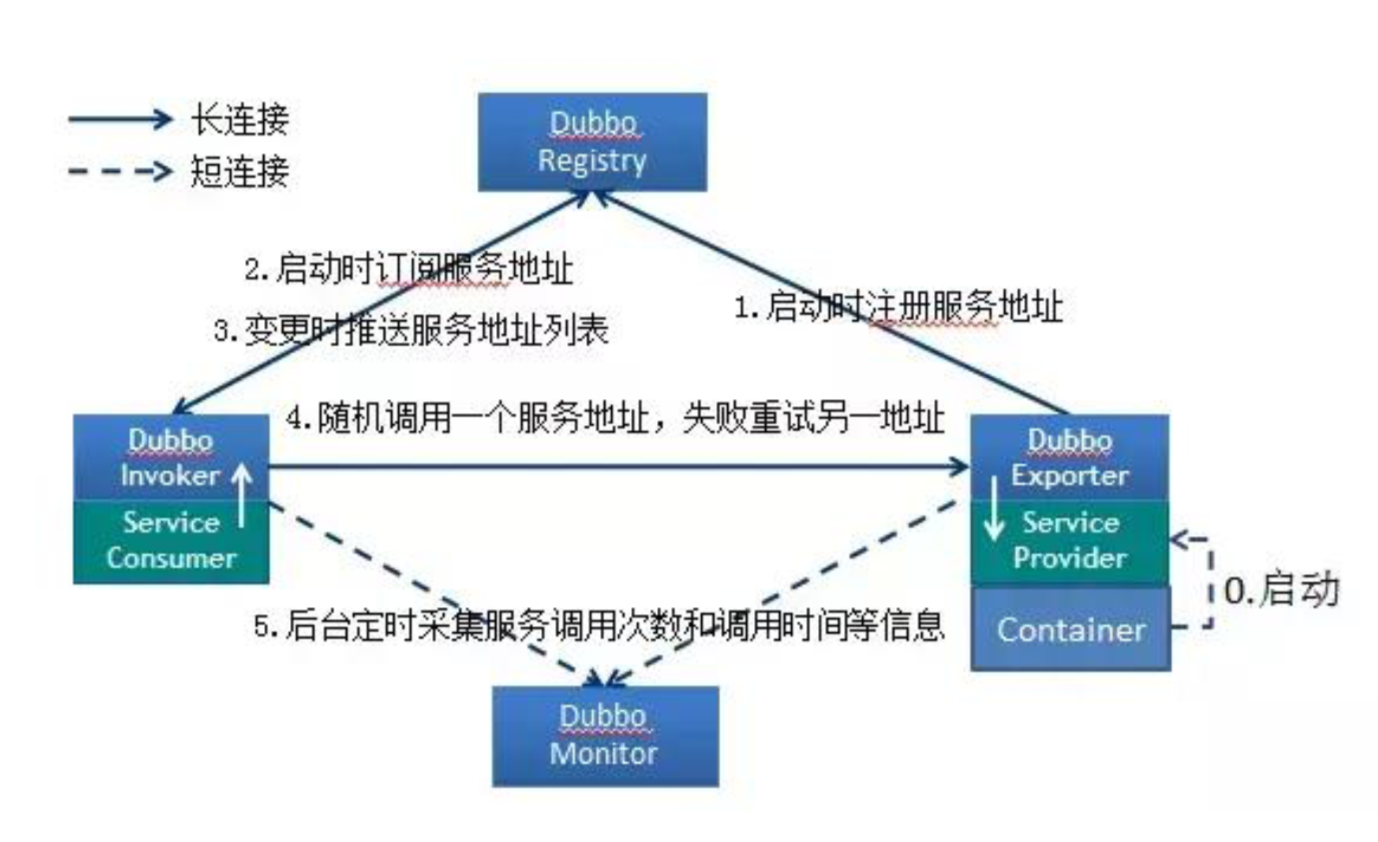 长连接
短连接
Dubbo
Registry
2.启动时订阅服务地址
3.变更时推送服务地址列表
1.启动时注册服务地址
4.随机调用一个服务地址，失败重试另一地址
Dubbo
Invoker
Service
Consumer
Dubbo
Exporter
Service
Provider
Container
0.启动
5.后台定时采集服务调用次数和调用时间等信息
Dubbo
Monitor